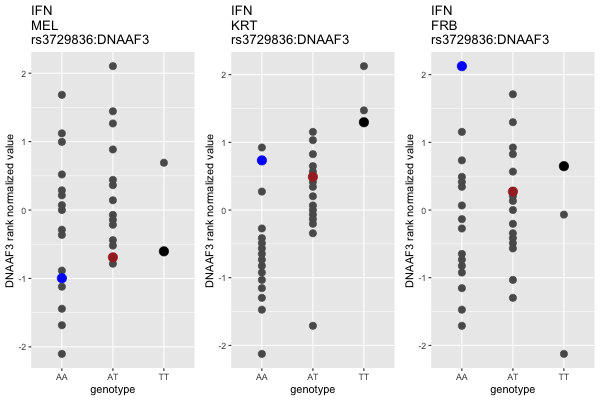 IFN
MEL
rs3729836:DNAAF3
DNAAF3 rank normalized value
2
1
0
-1
-2
AA
AT
TT
genotype
IFN
KRT
rs3729836:DNAAF3
DNAAF3 rank normalized value
2
1
0
-1
-2
AA
AT
TT
genotype
IFN
FRB
rs3729836:DNAAF3
DNAAF3 rank normalized value
2
1
0
-1
-2
AA
AT
TT
genotype